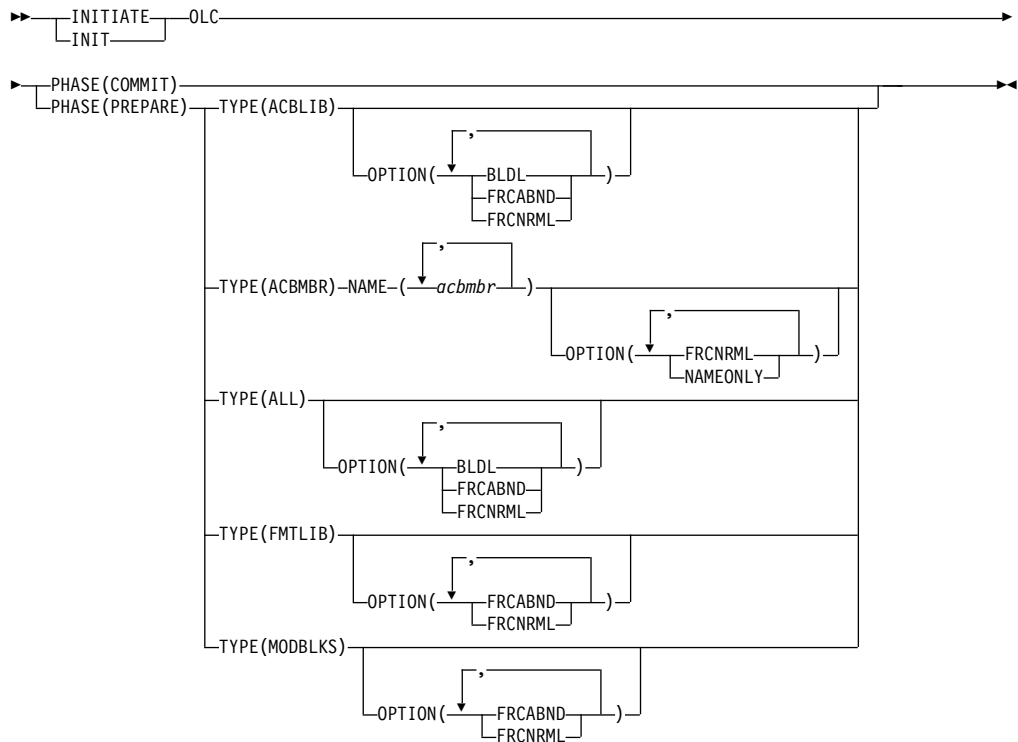 INITIATE OLC
INIT
PHASE(COMMIT)
PHASE(PREPARE) TYPE(ACBLIB)
,
OPTION( BLDL )
FRCABND
FRCNRML
,
TYPE(ACBMBR) NAME ( acbmbr )
,
OPTION( FRCNRML )
NAMEONLY
TYPE(ALL)
,
OPTION( BLDL )
FRCABND
FRCNRML
TYPE(FMTLIB)
,
OPTION( FRCABND )
FRCNRML
TYPE(MODBLKS)
,
OPTION( FRCABND )
FRCNRML